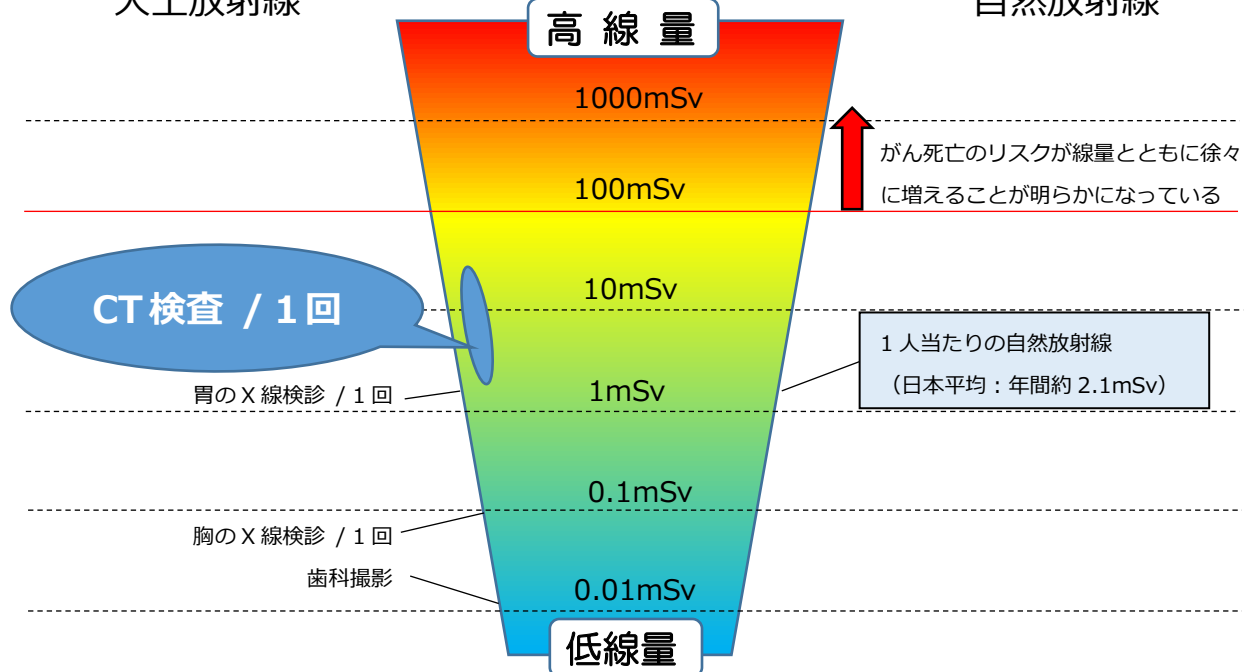 人工放射線
自然放射線
高線量
1000mSv
がん死亡のリスクが線量とともに徐々
に増えることが明らかになっている
100mSv
10mSv
CT検査 / 1回
1人当たりの自然放射線
（日本平均：年間約2.1mSv）
胃のX線検診 / 1回
1mSv
0.1mSv
胸のX線検診 / 1回
歯科撮影
0.01mSv
低線量